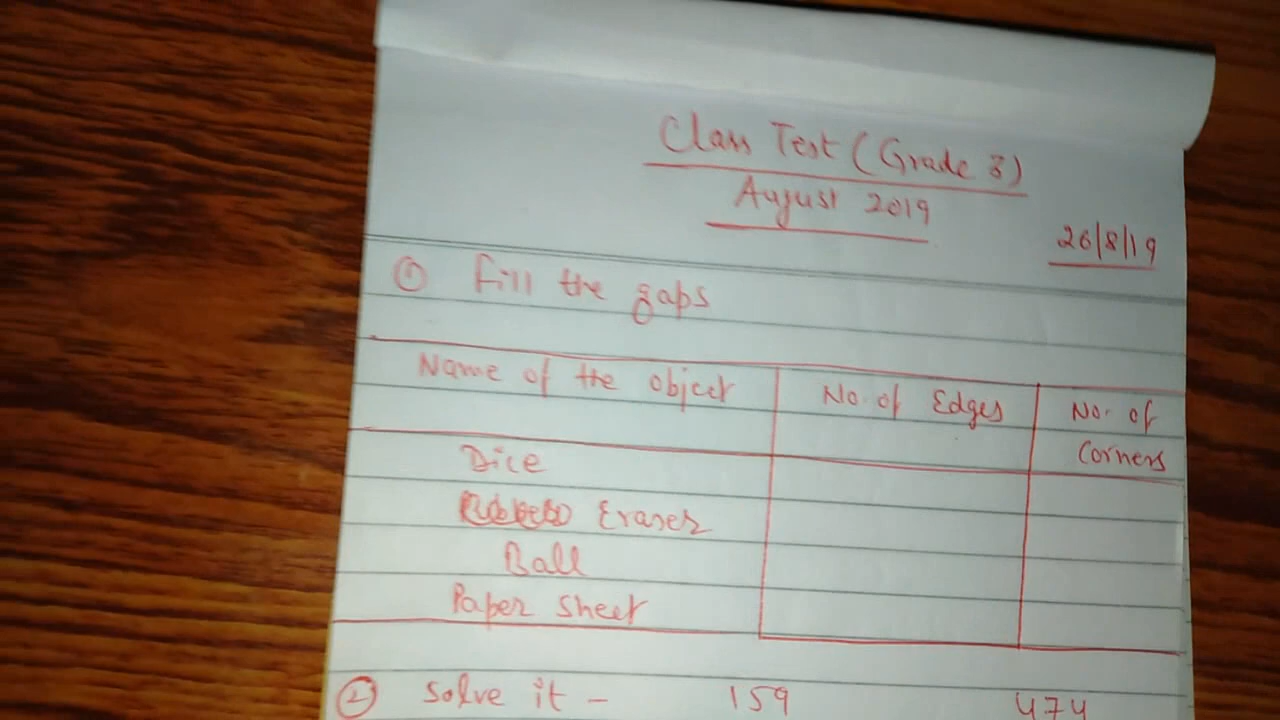 Class Test (Grade 3)
August 2019
26/8/19
① Fill the gaps
Name of the object No. of Edges No. of
Corners
Dice
Eraser
Ball
Paper sheet
② Solve it - 159 474